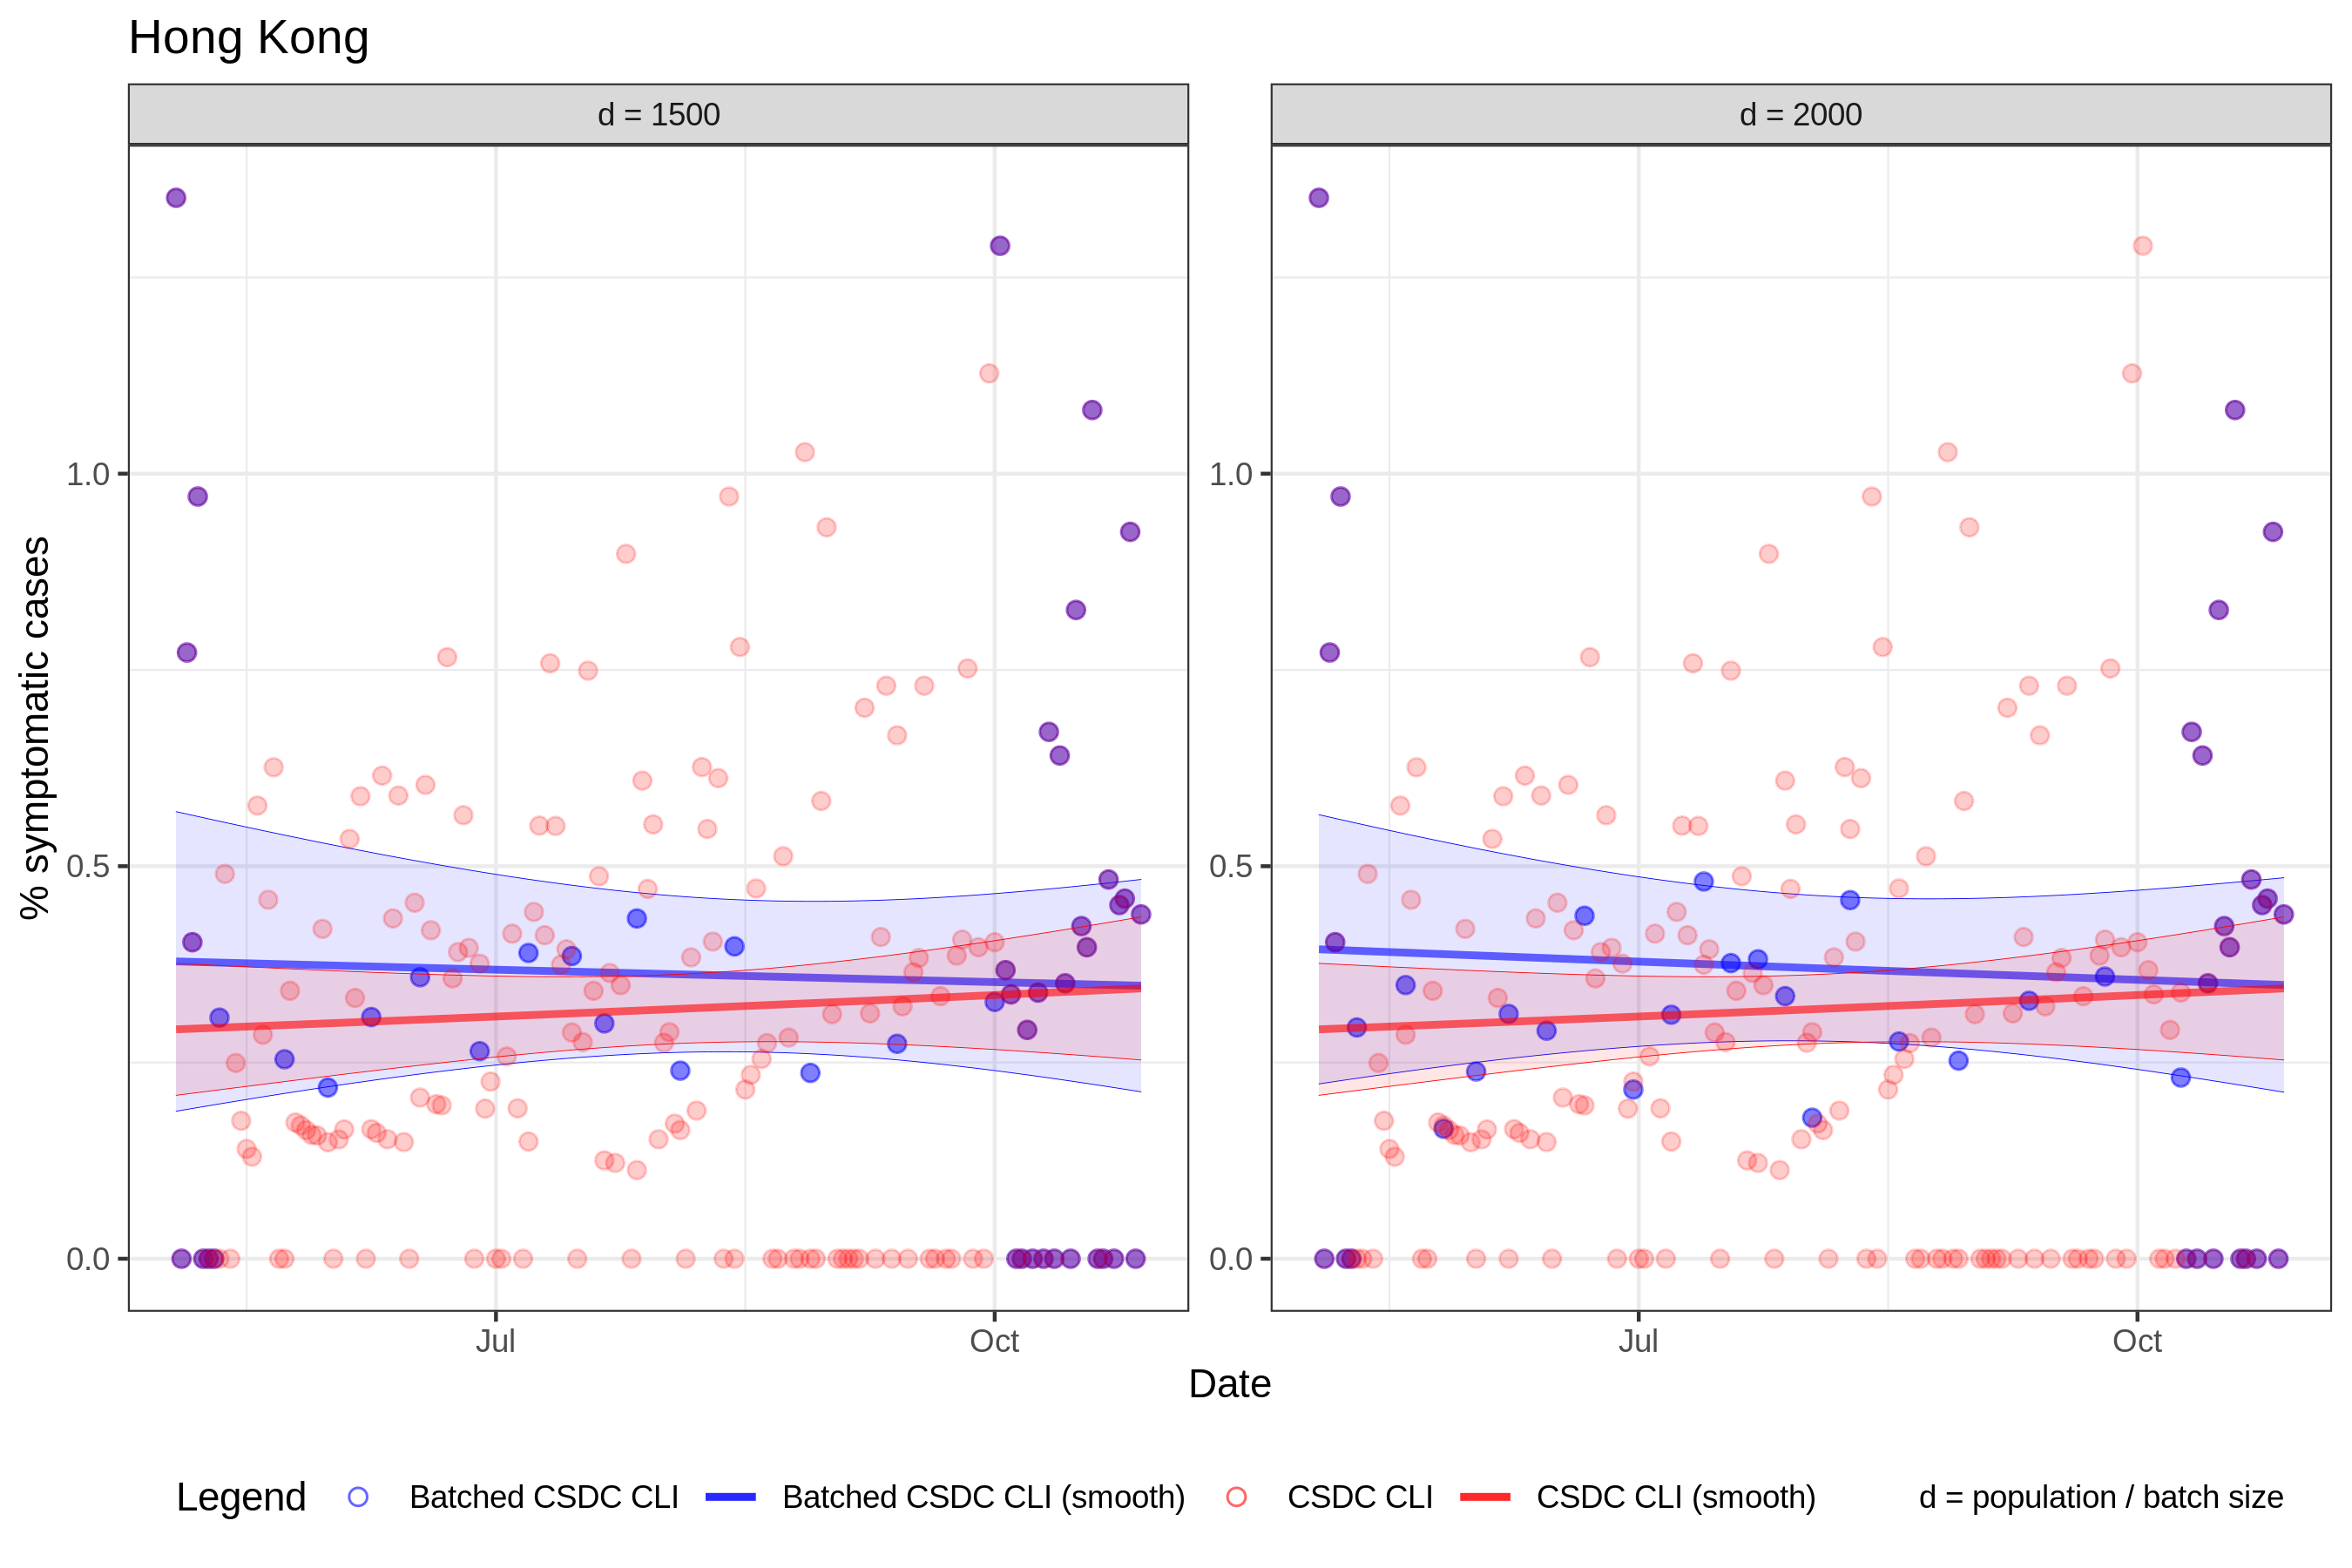 Hong Kong
d = 1500
d = 2000
% symptomatic cases
1.0
0.5
0.0
1.0
0.5
0.0
Jul
Oct
Jul
Oct
Date
Legend
Batched CSDC CLI
Batched CSDC CLI (smooth)
CSDC CLI
CSDC CLI (smooth)
d = population / batch size